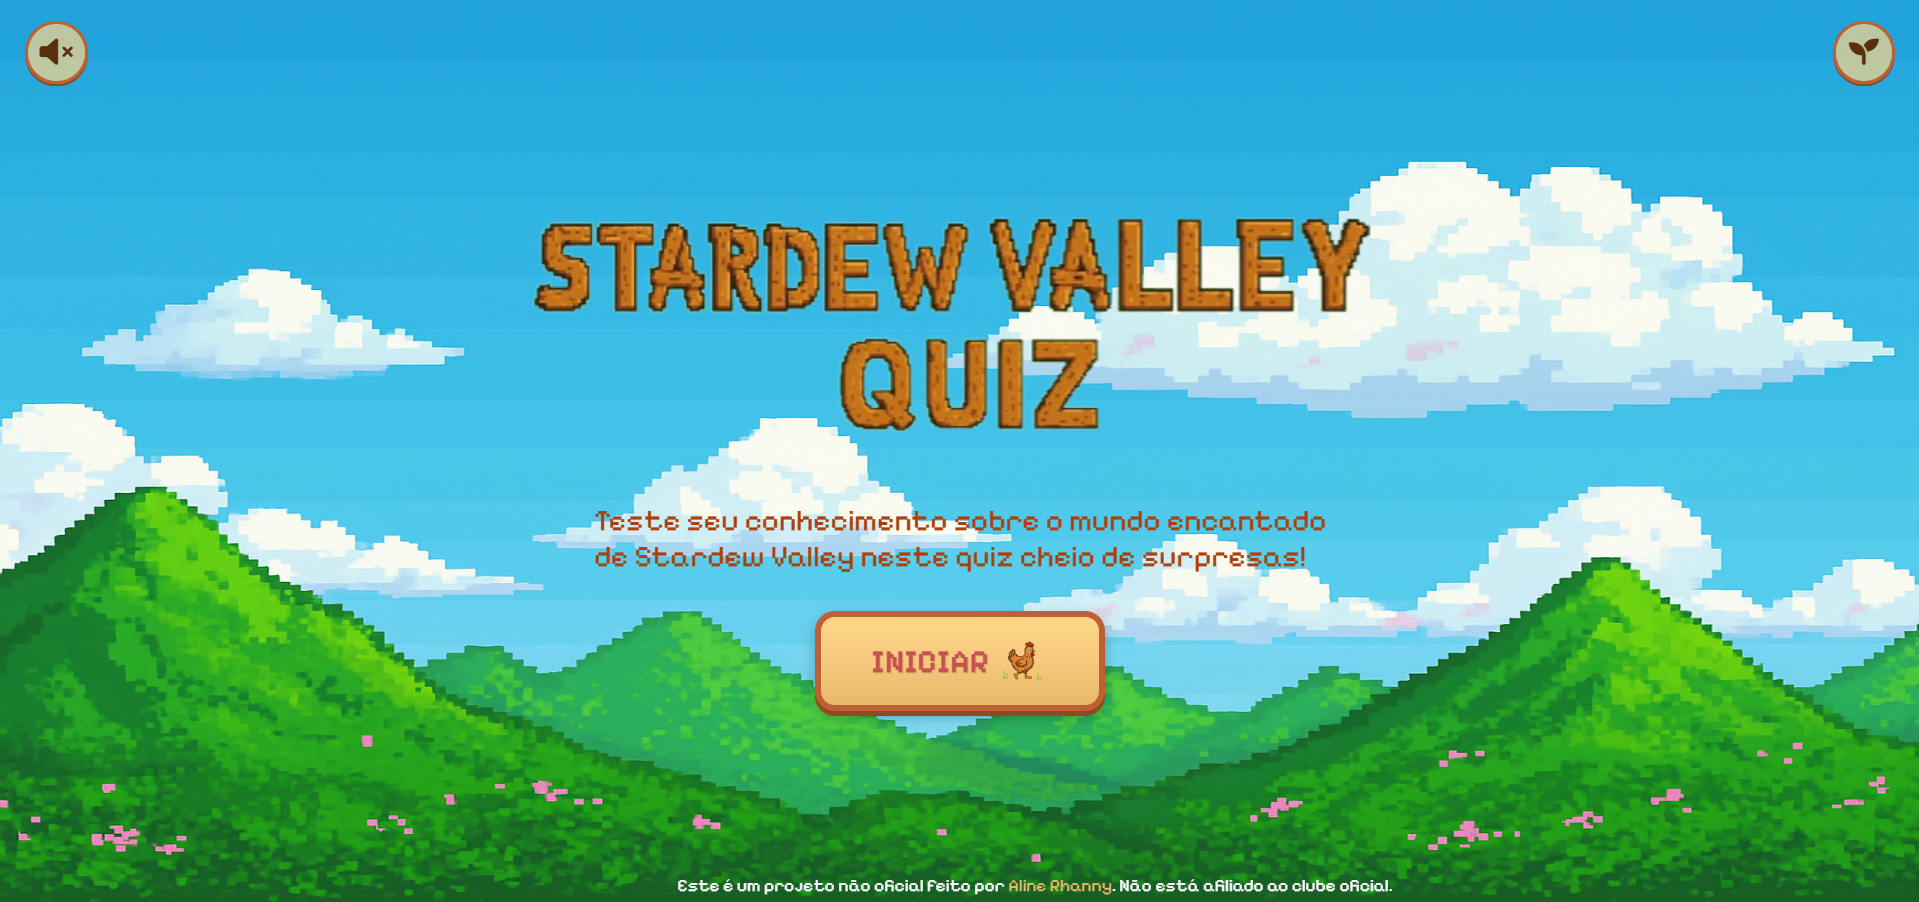 STARDEW VALLEY
QUIZ
Teste seu conhecimento sobre o mundo encantado
de Stardew Valley neste quiz cheio de surpresas!
INICIAR
Este é um projeto não oficial feito por Aline Rhanny. Não está afiliado ao clube oficial.